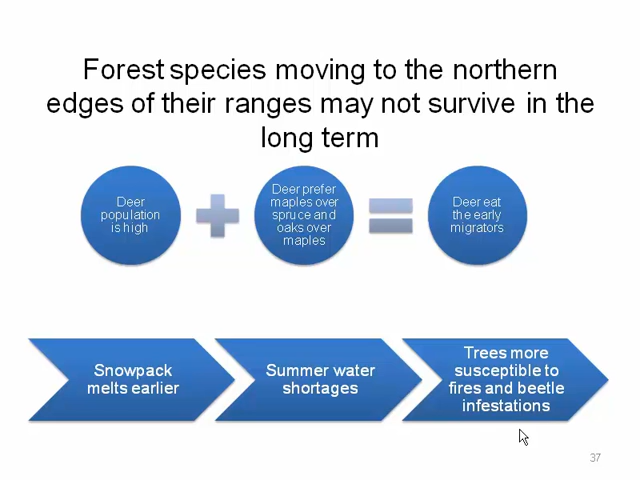 Forest species moving to the northern
edges of their ranges may not survive in the
long term
Deer
population
is high
Deer prefer
maples over
spruce and
oaks over
maples
Deer eat
the early
migrators
Snowpack
melts earlier
Summer water
shortages
Trees more
susceptible to
fires and beetle
infestations
37